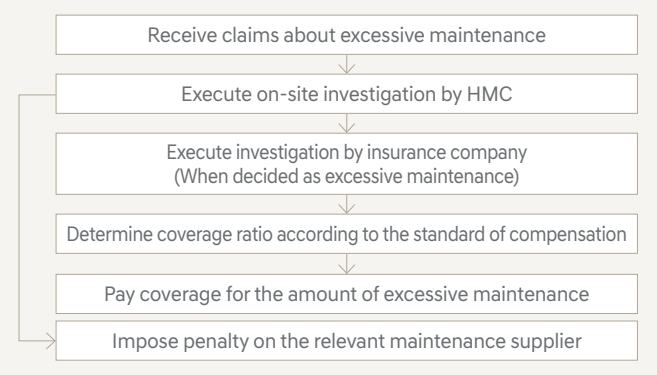 Receive claims about excessive maintenance
Execute on-site investigation by HMC
Execute investigation by insurance company
(When decided as excessive maintenance)
Determine coverage ratio according to the standard of compensation
Pay coverage for the amount of excessive maintenance
Impose penalty on the relevant maintenance supplier